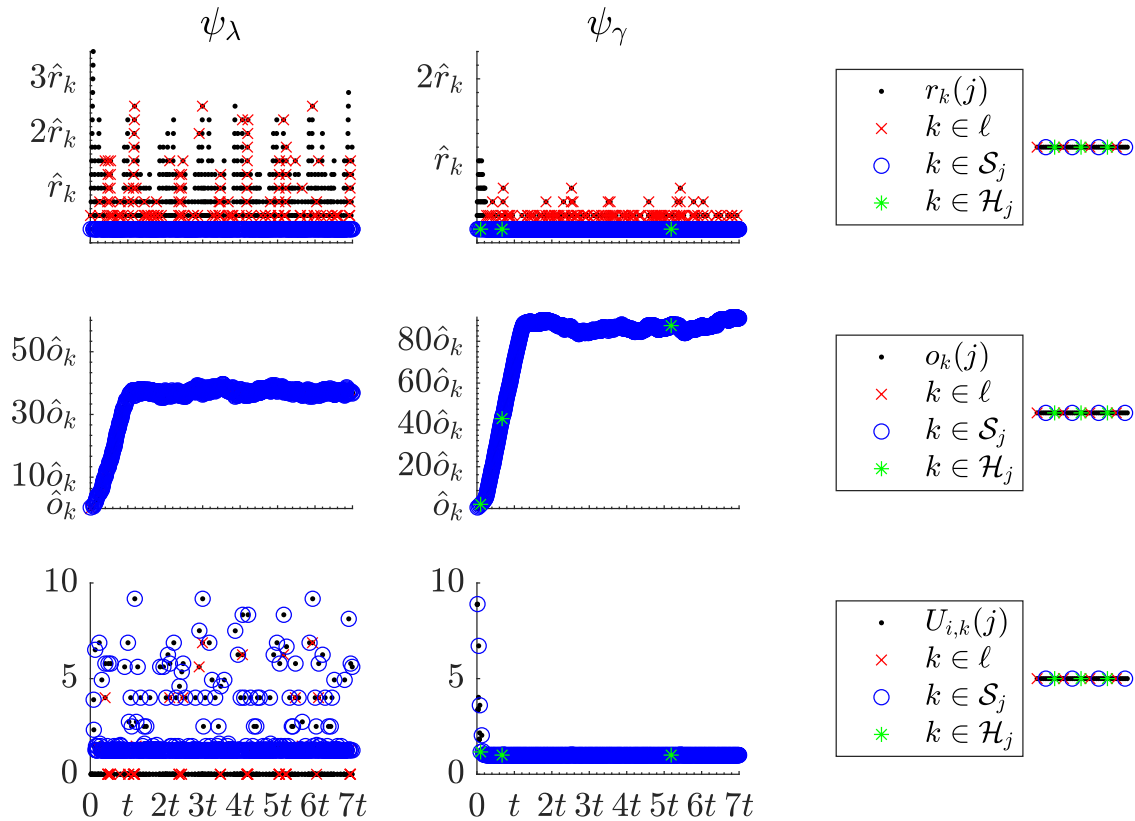 ψ_λ ψ_γ
3r̂_k
2r̂_k
r̂_k
2r̂_k
r̂_k
r_k(j)
k ∈ ℓ
k ∈ 𝒮_j
k ∈ ℋ_j
50ô_k
30ô_k
10ô_k
ô_k
80ô_k
60ô_k
40ô_k
20ô_k
ô_k
o_k(j)
k ∈ ℓ
k ∈ 𝒮_j
k ∈ ℋ_j
10
5
0
0 t 2t 3t 4t 5t 6t 7t
10
5
0
0 t 2t 3t 4t 5t 6t 7t
U_{i,k}(j)
k ∈ ℓ
k ∈ 𝒮_j
k ∈ ℋ_j